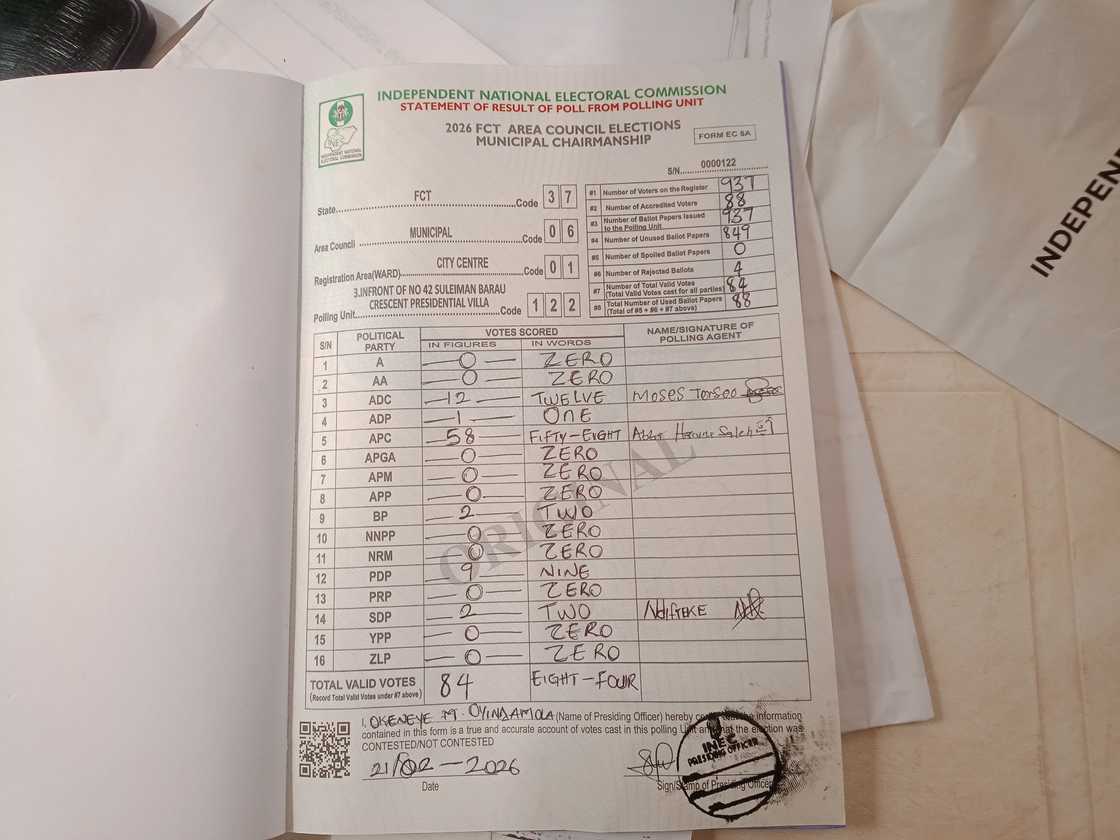 INDEPENDENT NATIONAL ELECTORAL COMMISSION
STATEMENT OF RESULT OF POLL FROM POLLING UNIT
2026 FCT AREA COUNCIL ELECTIONS
MUNICIPAL CHAIRMANSHIP
FORM EC 8A
INEC
INDEPENDENT NATIONAL ELECTORAL COMMISSION
S/N 0000122
State FCT Code 3 7
Area Council MUNICIPAL Code 0 6
Registration Area(WARD) CITY CENTRE Code 0 1
3.INFRONT OF NO 42 SULEIMAN BARAU
CRESCENT PRESIDENTIAL VILLA
Polling Unit Code 1 2 2
#1 Number of Voters on the Register 937
#2 Number of Accredited Voters 88
#3 Number of Ballot Papers Issued to the Polling Unit 937
#4 Number of Unused Ballot Papers 849
#5 Number of Spoiled Ballot Papers 0
#6 Number of Rejected Ballots 4
#7 Number of Total Valid Votes (Total Valid Votes cast for all parties) 84
#8 Total Number of Used Ballot Papers (Total of #5 + #6 + #7 above) 88
S/N POLITICAL PARTY VOTES SCORED IN FIGURES IN WORDS NAME/SIGNATURE OF POLLING AGENT
1 A 0 ZERO
2 AA 0 ZERO
3 ADC 12 TWELVE MOSES
4 ADP 1 ONE
5 APC 58 FIFTY-EIGHT Saleh
6 APGA 0 ZERO
7 APM 0 ZERO
8 APP 0 ZERO
9 BP 2 TWO
10 NNPP 0 ZERO
11 NRM 0 ZERO
12 PDP 9 NINE
13 PRP 0 ZERO
14 SDP 2 TWO
15 YPP 0 ZERO
16 ZLP 0 ZERO
ORIGINAL
TOTAL VALID VOTES 84 EIGHT-FOUR
(Record Total Valid Votes under #7 above)
I, OKENEYE M. OYINDAMOLA (Name of Presiding Officer) hereby the information
contained in this form is a true and accurate account of votes cast in this polling Unit and that the election was
CONTESTED/NOT CONTESTED
21/02-2026
Date
Sign/Stamp of Presiding Officer
INEC
PRESIDING OFFICER
INDEPENDE